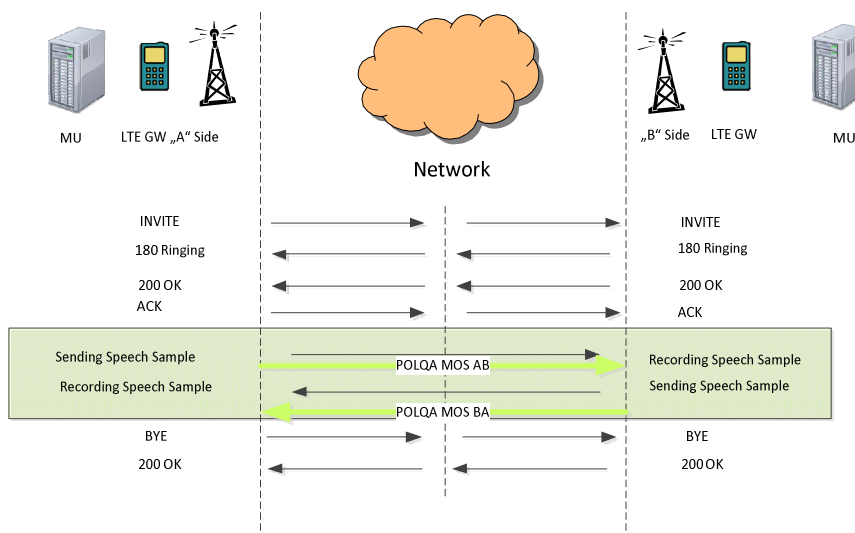 MU
LTE GW „A“ Side
„B“ Side
LTE GW
MU
Network
INVITE
INVITE
180 Ringing
180 Ringing
200 OK
200 OK
ACK
ACK
Sending Speech Sample
POLQA MOS AB
Recording Speech Sample
Recording Speech Sample
Sending Speech Sample
POLQA MOS BA
BYE
BYE
200 OK
200 OK